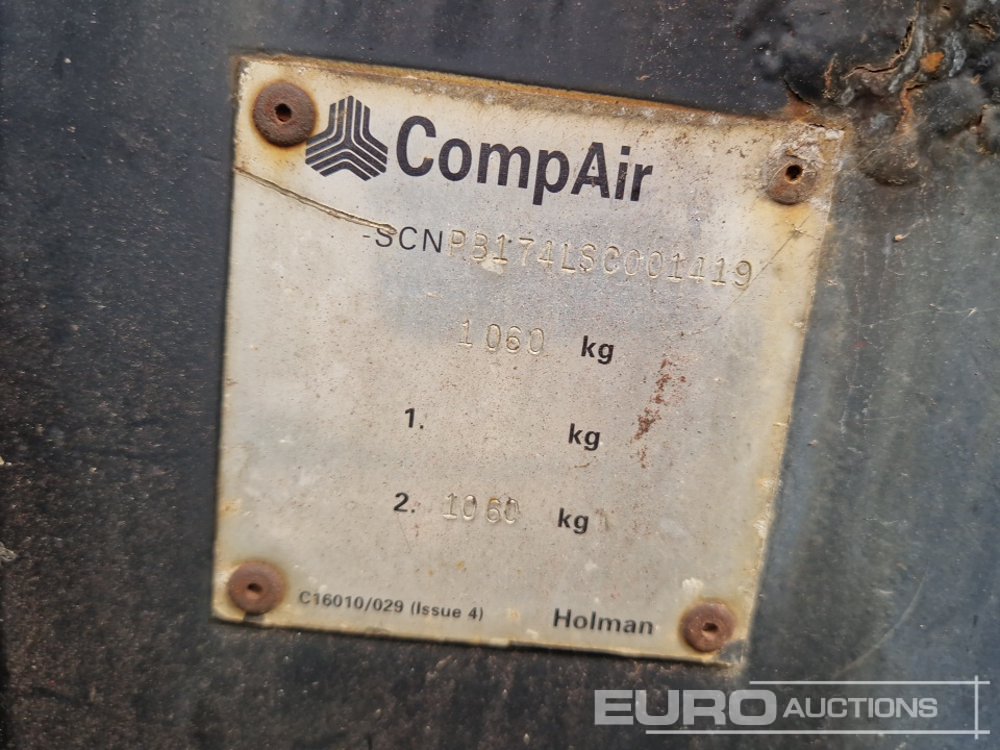 CompAir
-SCNPB174LSC001419
1060 kg
1. kg
2. 1060 kg
C16010/029 (Issue 4) Holman
EURO AUCTIONS